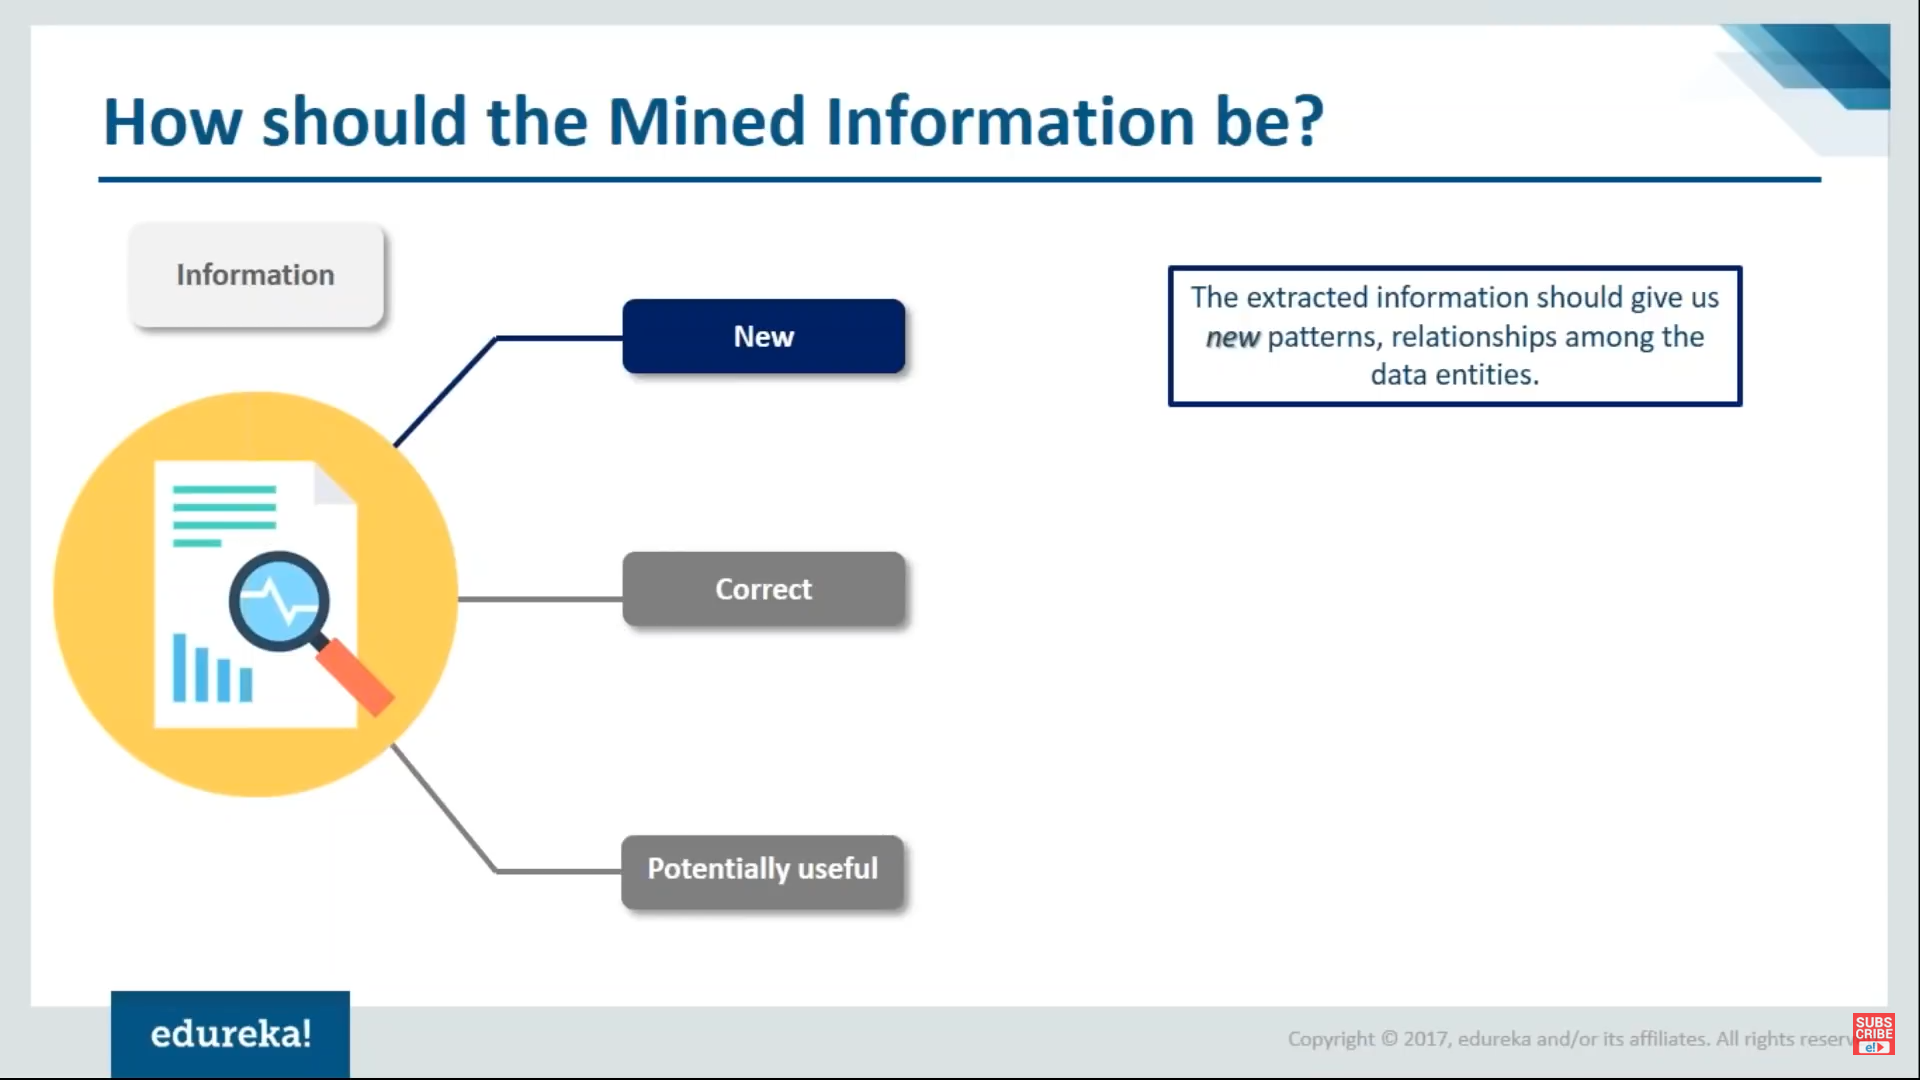 How should the Mined Information be?
Information
New
The extracted information should give us
new patterns, relationships among the
data entities.
Correct
Potentially useful
edureka!
Copyright © 2017, edureka and/or its affiliates. All rights
SUBS
CRIBE
e!